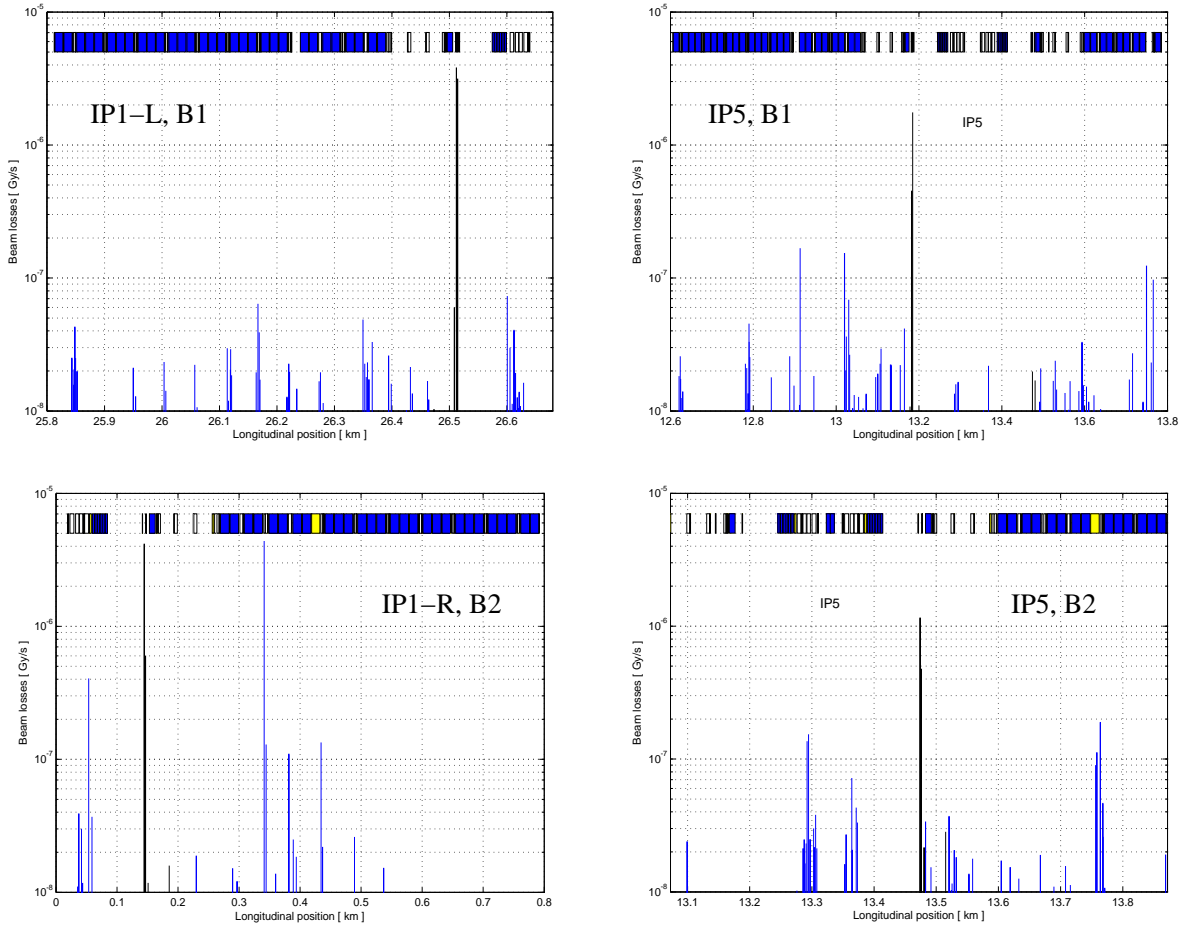 10^-5
10^-6
10^-7
10^-8
Beam losses [ Gy/s ]
IP1−L, B1
25.8 25.9 26 26.1 26.2 26.3 26.4 26.5 26.6
Longitudinal position [ km ]
10^-5
10^-6
10^-7
10^-8
Beam losses [ Gy/s ]
IP5, B1
IP5
12.6 12.8 13 13.2 13.4 13.6 13.8
Longitudinal position [ km ]
10^-5
10^-6
10^-7
10^-8
Beam losses [ Gy/s ]
IP1−R, B2
0 0.1 0.2 0.3 0.4 0.5 0.6 0.7 0.8
Longitudinal position [ km ]
10^-5
10^-6
10^-7
10^-8
Beam losses [ Gy/s ]
IP5
IP5, B2
13.1 13.2 13.3 13.4 13.5 13.6 13.7 13.8
Longitudinal position [ km ]